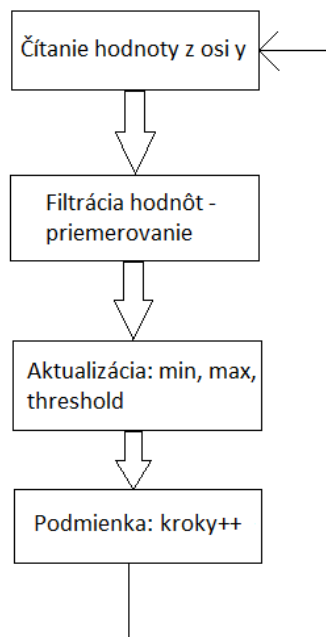 Čítanie hodnoty z osi y
Filtrácia hodnôt -
priemerovanie
Aktualizácia: min, max,
threshold
Podmienka: kroky++